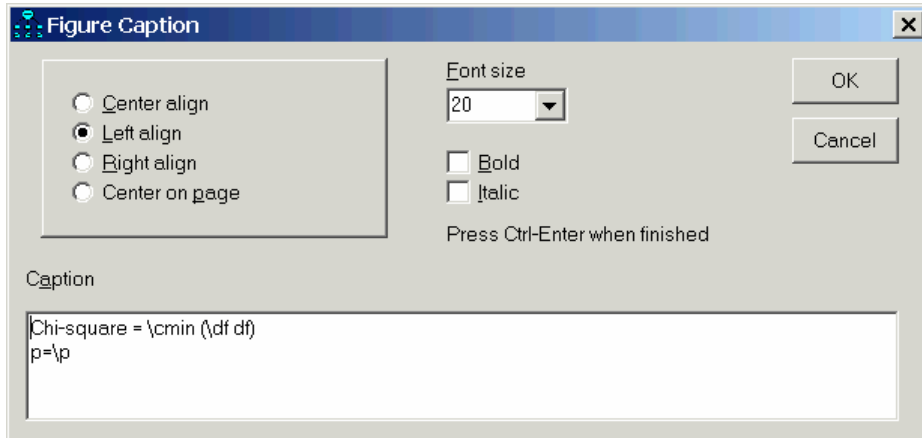 Figure Caption
Center align
Left align
Right align
Center on page
Font size
20
Bold
Italic
Press Ctrl-Enter when finished
OK
Cancel
Caption
Chi-square = \cmin (\df df)
p=\p